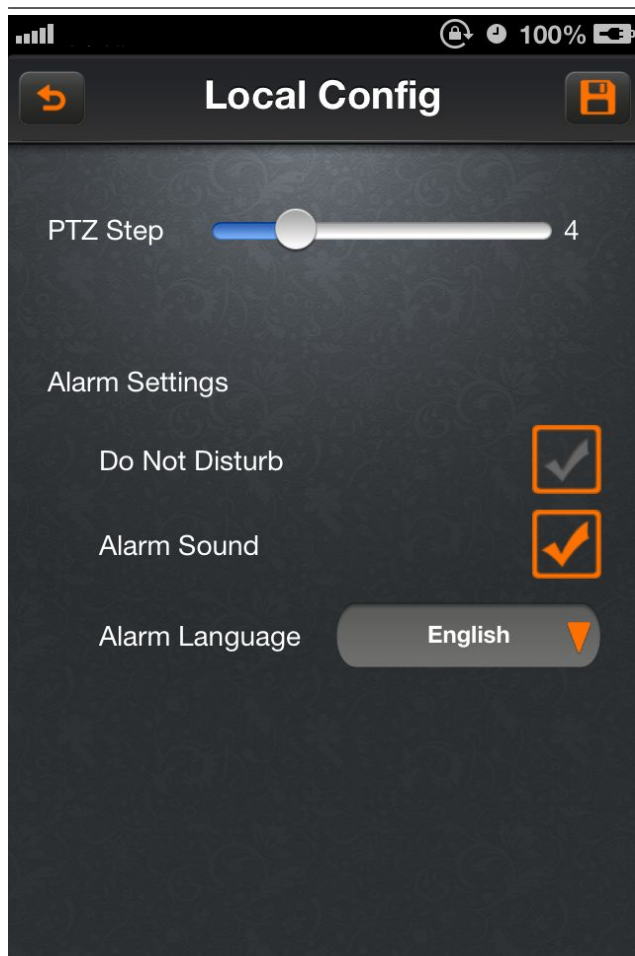 100%
Local Config
PTZ Step 4
Alarm Settings
Do Not Disturb
Alarm Sound
Alarm Language English